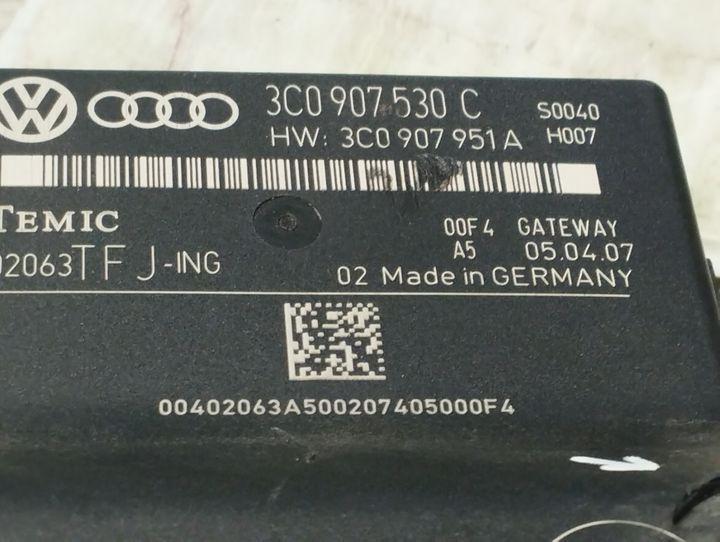 3C0 907 530 C S0040
HW: 3C0 907 951 A H007
TEMIC 00F4 GATEWAY
02063TFJ-ING A5 05.04.07
02 Made in GERMANY
00402063A500207405000F4